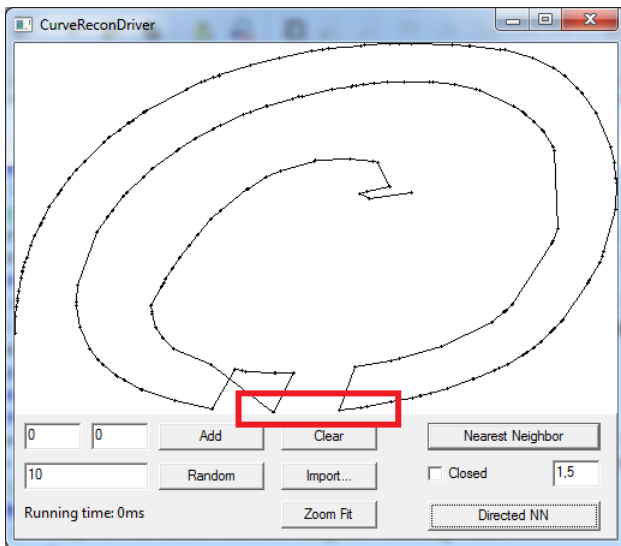 CurveReconDriver
0 0 Add Clear Nearest Neighbor
10 Random Import... Closed 1,5
Running time: 0ms Zoom Fit Directed NN